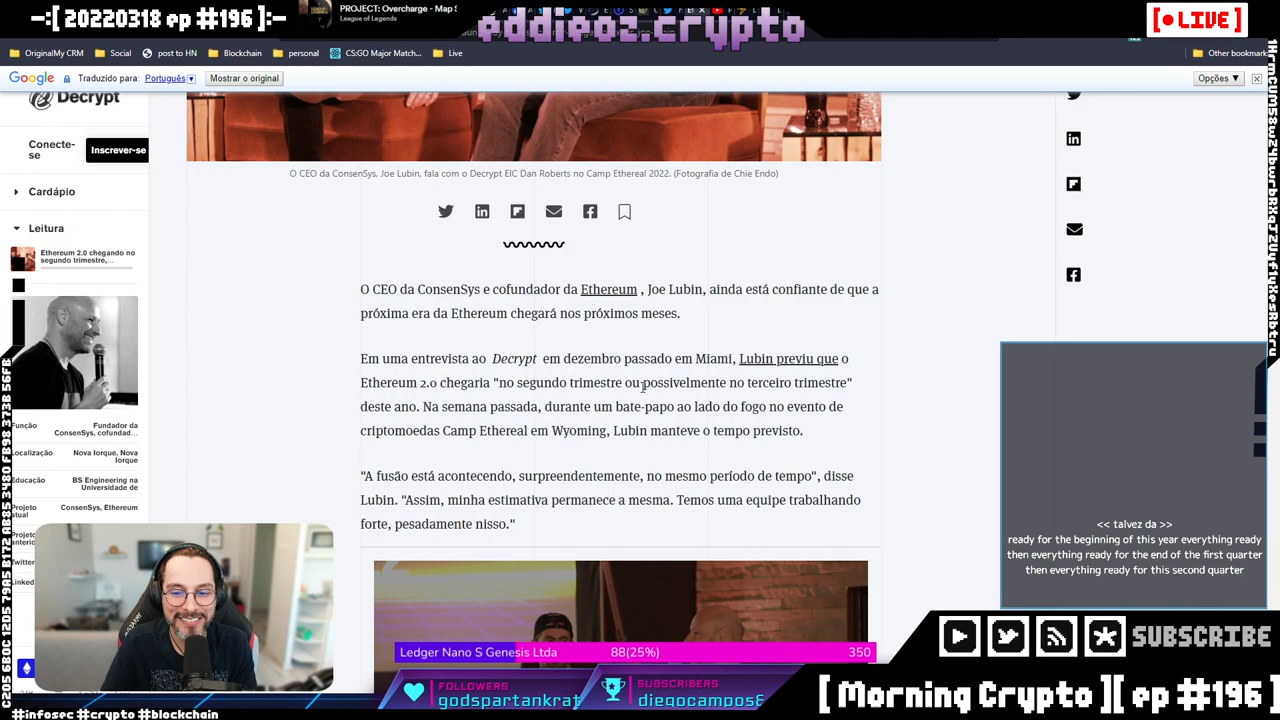 —:[ 20220318 ep #196 ]:—
PROJECT: Overcharge - Map S
League of Legends
eddieoz.crypto
[● LIVE ]
OriginalMy CRM
Social
post to HN
Blockchain
personal
CS:GO Major Match...
Live
Other bookmark
Google
Traduzido para:
Português
Mostrar o original
Opções ▼
Decrypt
Conecte-
se
Inscrever-se
Cardápio
Leitura
Ethereum 2.0 chegando no
segundo trimestre,...
Função
Fundador da
ConsenSys, cofundad...
Localização
Nova Iorque, Nova
Iorque
Educação
BS Engineering na
Universidade de
Projeto
ConsenSys, Ethereum
O CEO da ConsenSys, Joe Lubin, fala com o Decrypt EIC Dan Roberts no Camp Ethereal 2022. (Fotografia de Chie Endo)
O CEO da ConsenSys e cofundador da Ethereum , Joe Lubin, ainda está confiante de que a
próxima era da Ethereum chegará nos próximos meses.
Em uma entrevista ao Decrypt em dezembro passado em Miami, Lubin previu que o
Ethereum 2.0 chegaria "no segundo trimestre ou possivelmente no terceiro trimestre"
deste ano. Na semana passada, durante um bate-papo ao lado do fogo no evento de
criptomoedas Camp Ethereal em Wyoming, Lubin manteve o tempo previsto.
"A fusão está acontecendo, surpreendentemente, no mesmo período de tempo", disse
Lubin. "Assim, minha estimativa permanece a mesma. Temos uma equipe trabalhando
forte, pesadamente nisso."
<< talvez da >>
ready for the beginning of this year everything ready
then everything ready for the end of the first quarter
then everything ready for this second quarter
Ledger Nano S Genesis Ltda
88(25%)
350
FOLLOWERS
godspartankrat
SUBSCRIBERS
diegocampos8
SUBSCRIBE
[ Morning Crypto ][ ep #196 ]
#infosec #crypto #blockchain